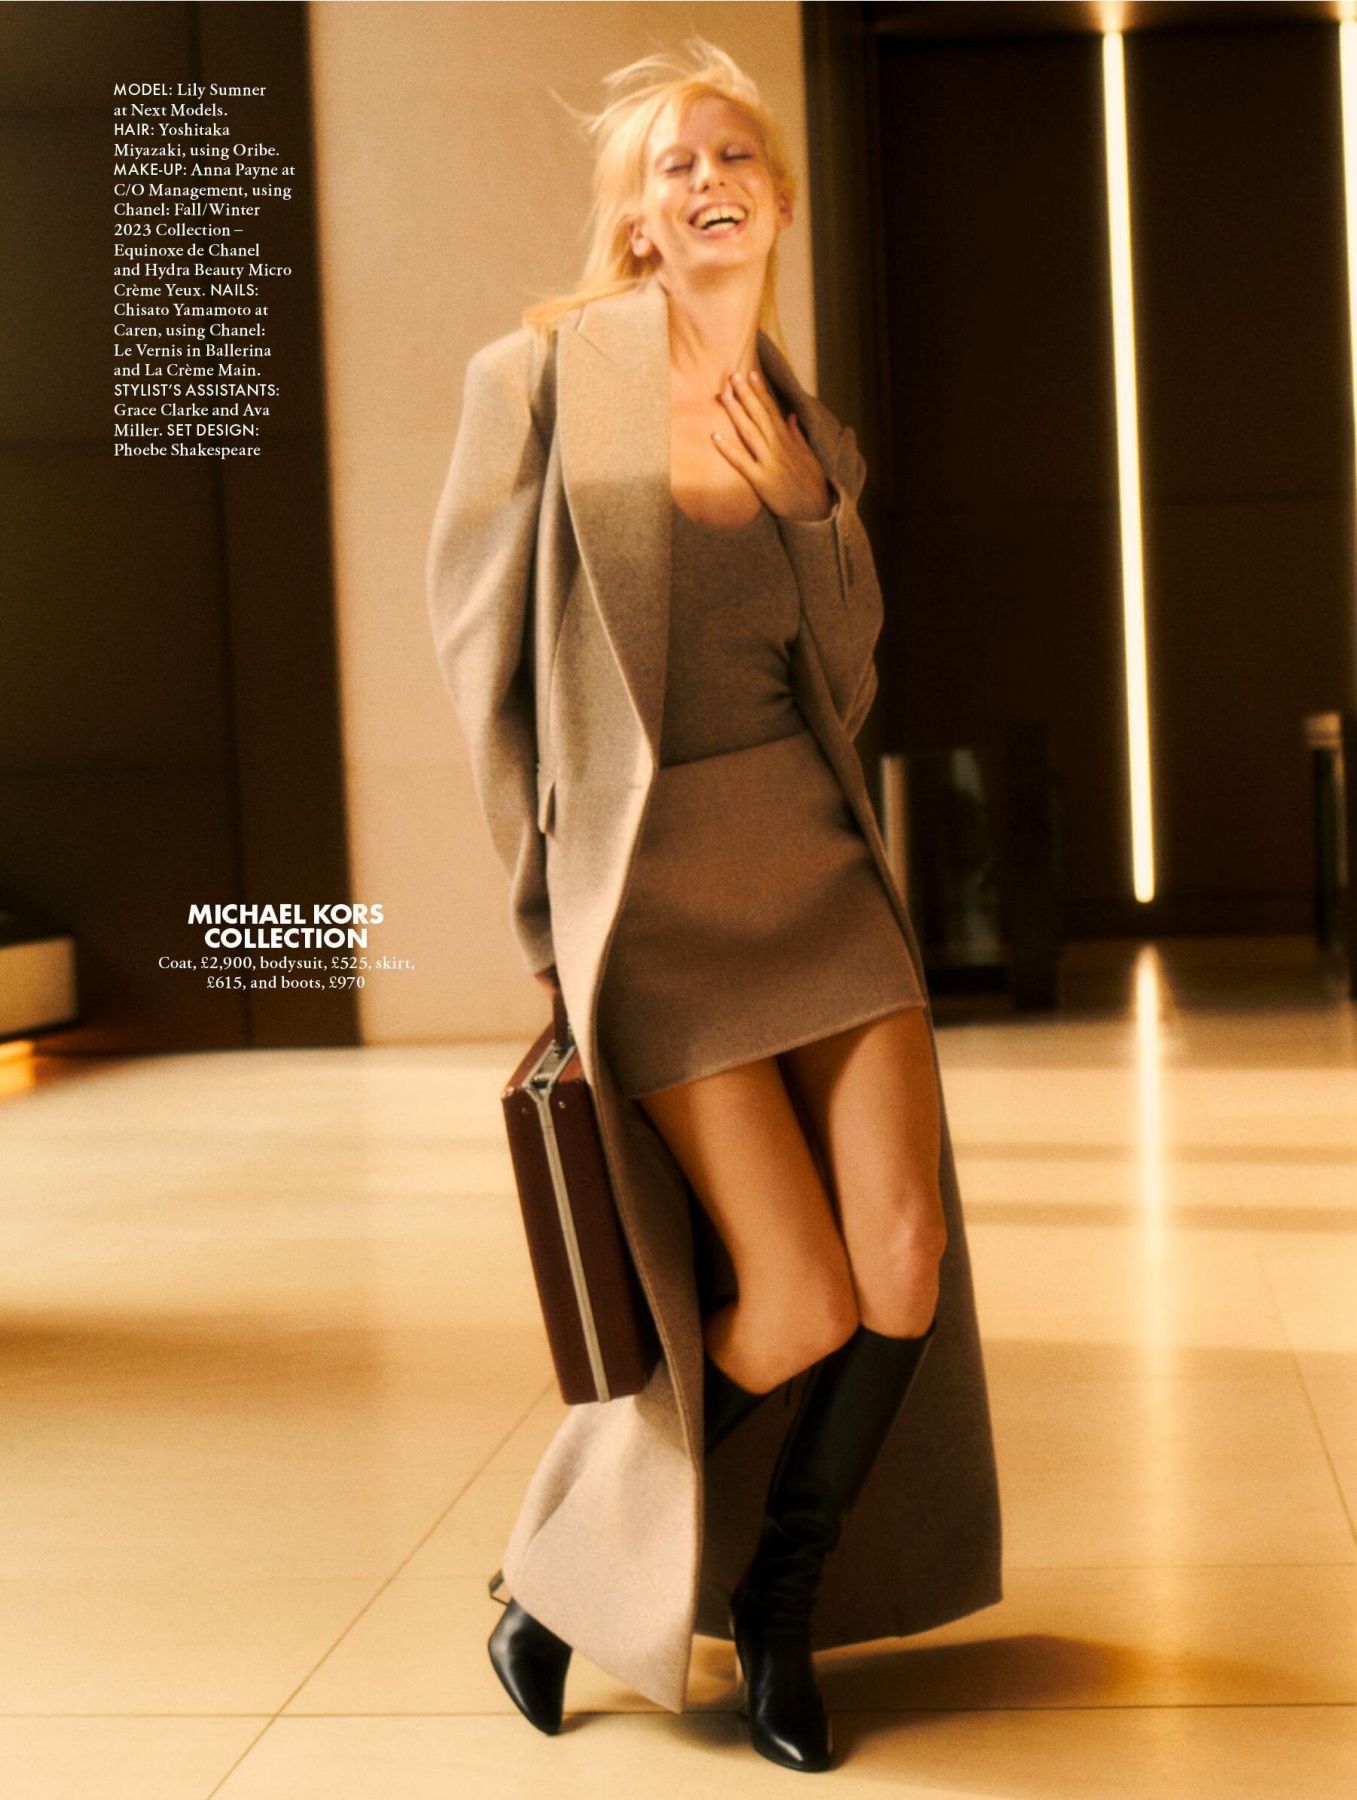 MODEL: Lily Sumner
at Next Models.
HAIR: Yoshitaka
Miyazaki, using Oribe.
MAKE-UP: Anna Payne at
C/O Management, using
Chanel: Fall/Winter
2023 Collection –
Equinoxe de Chanel
and Hydra Beauty Micro
Crème Yeux. NAILS:
Chisato Yamamoto at
Caren, using Chanel:
Le Vernis in Ballerina
and La Crème Main.
STYLIST'S ASSISTANTS:
Grace Clarke and Ava
Miller. SET DESIGN:
Phoebe Shakespeare
MICHAEL KORS
COLLECTION
Coat, £2,900, bodysuit, £525, skirt,
£615, and boots, £970